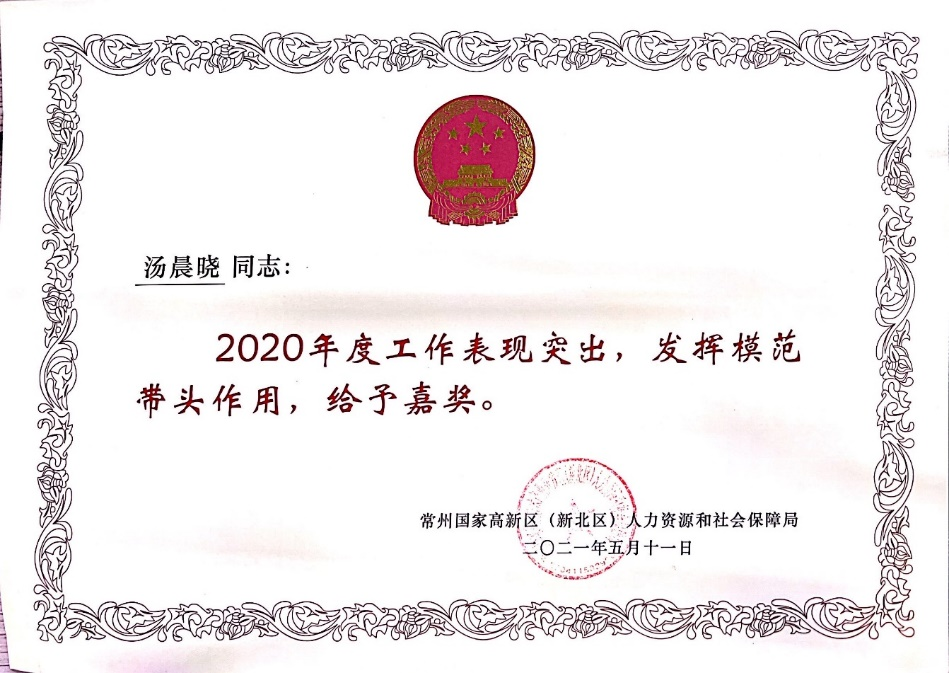 汤晨晓 同志：
2020年度工作表现突出，发挥模范
带头作用，给予嘉奖。
常州国家高新区（新北区）人力资源和社会保障局
二〇二一年五月十一日